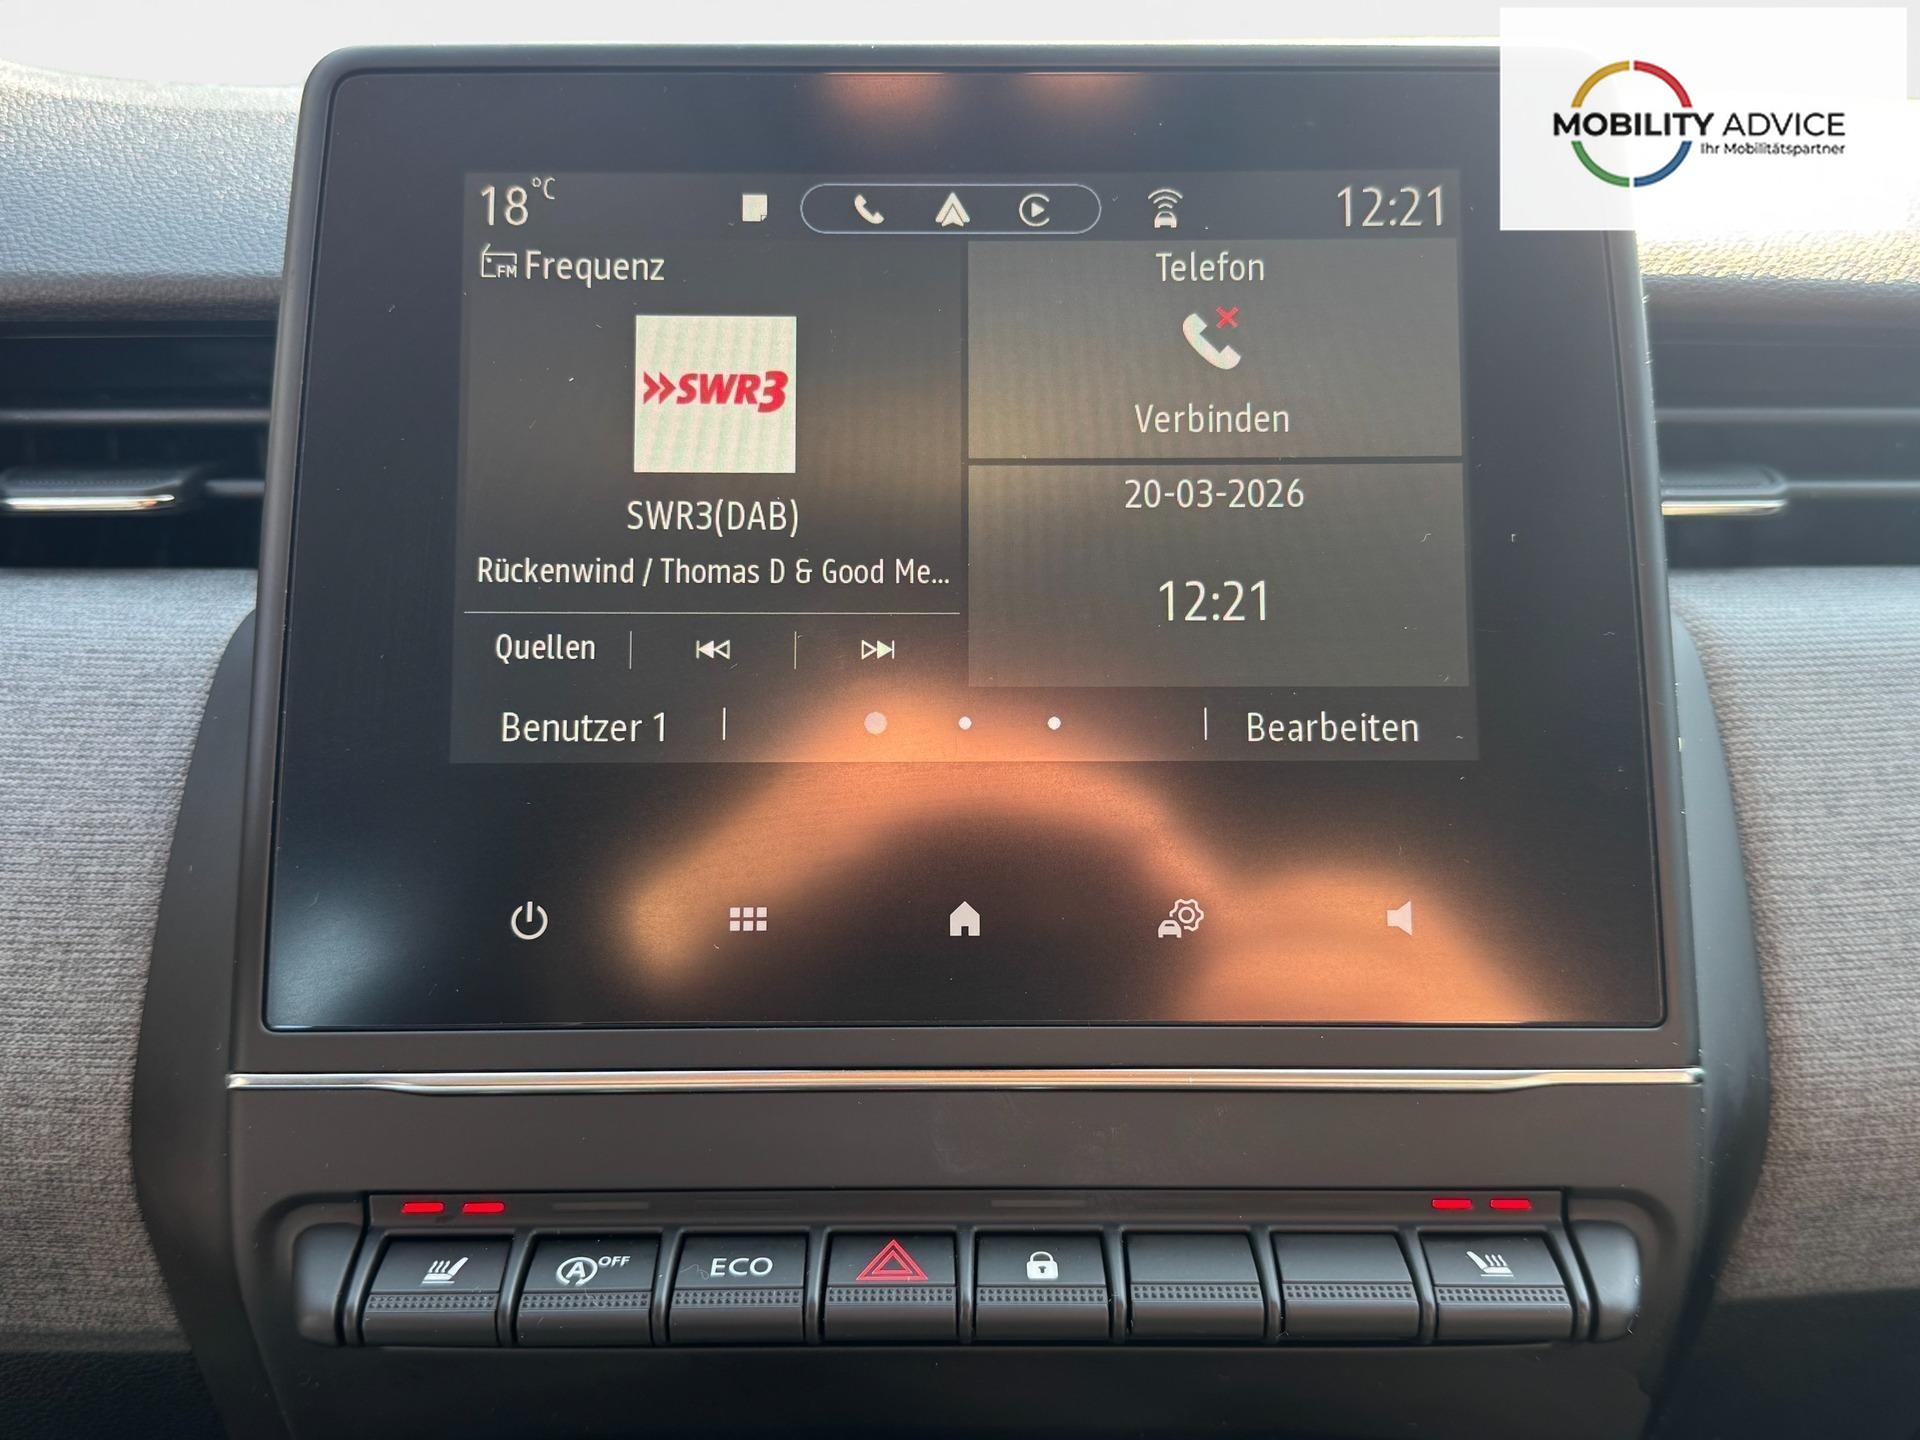 MOBILITY ADVICE
Ihr Mobilitätspartner
18°C
12:21
FM Frequenz
Telefon
SWR3
Verbinden
SWR3(DAB)
20-03-2026
Rückenwind / Thomas D & Good Me...
12:21
Quellen
Benutzer 1
Bearbeiten
A OFF
ECO